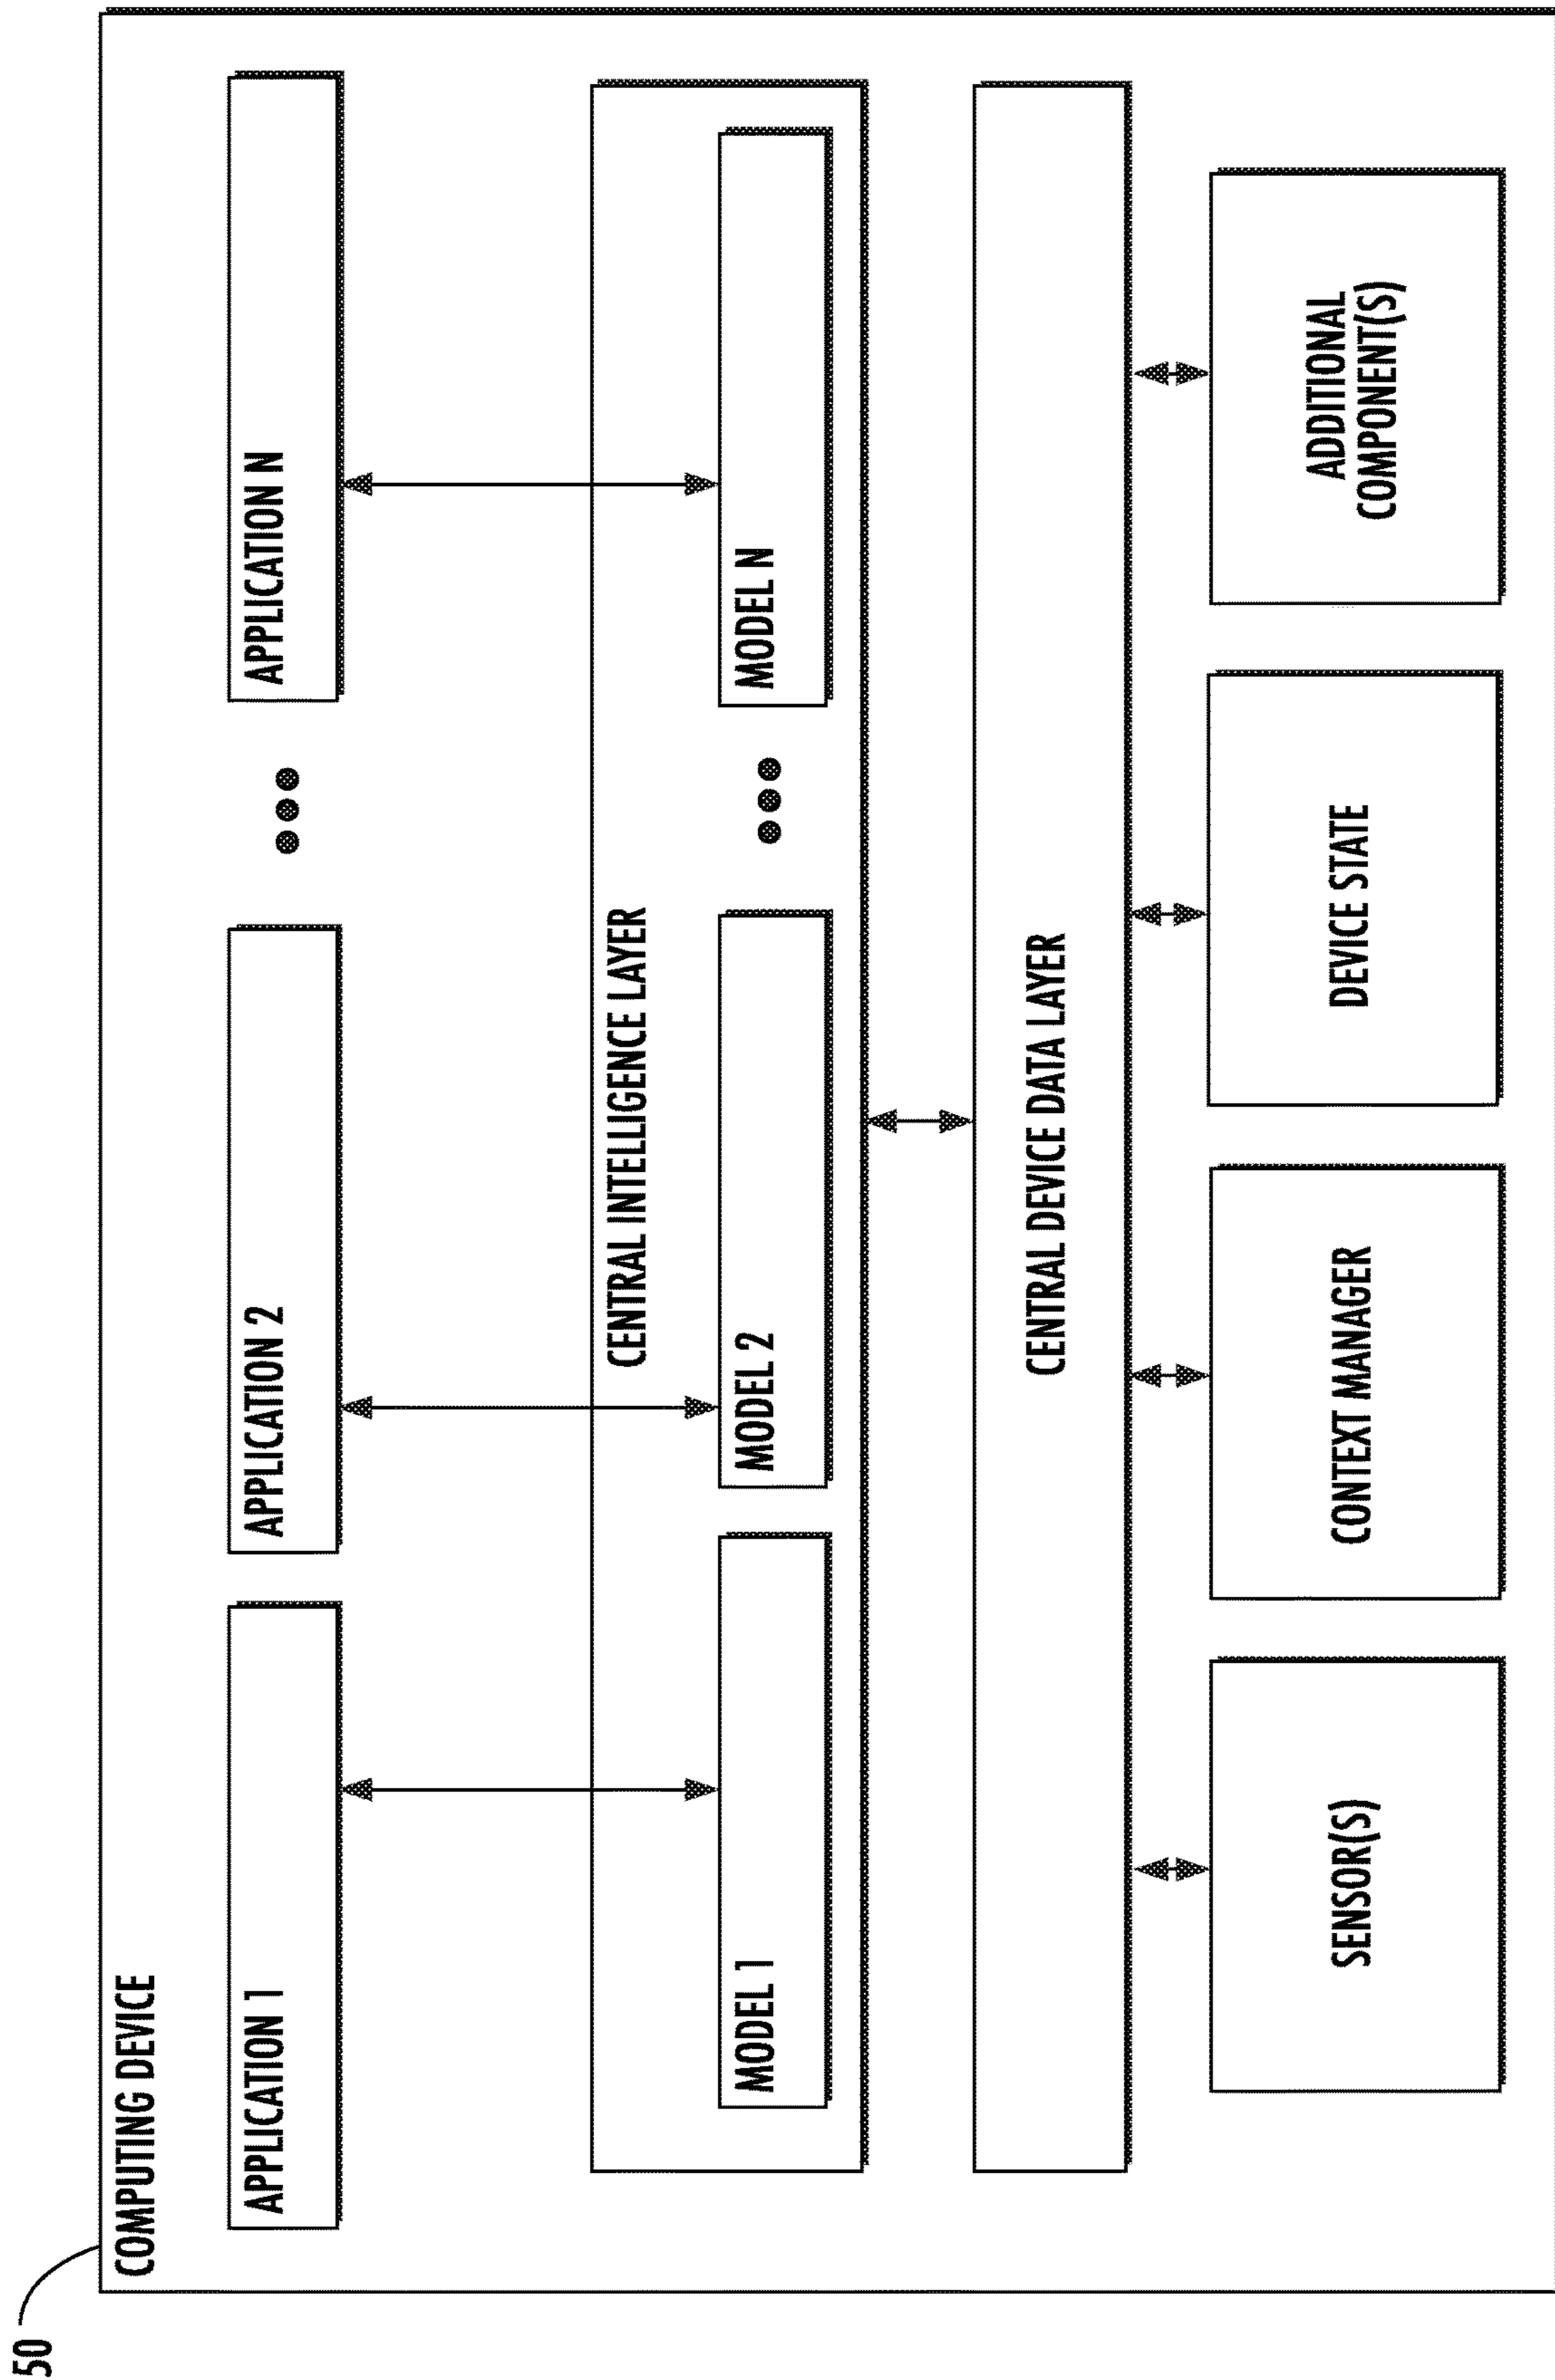 50
COMPUTING DEVICE
APPLICATION 1
APPLICATION 2
APPLICATION N
CENTRAL INTELLIGENCE LAYER
MODEL 1
MODEL 2
MODEL N
CENTRAL DEVICE DATA LAYER
SENSOR(S)
CONTEXT MANAGER
DEVICE STATE
ADDITIONAL
COMPONENT(S)